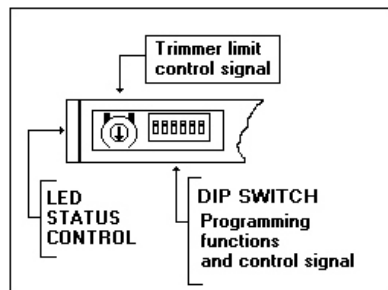 Trimmer limit
control signal
LED
STATUS
CONTROL
DIP SWITCH
Programming
functions
and control signal